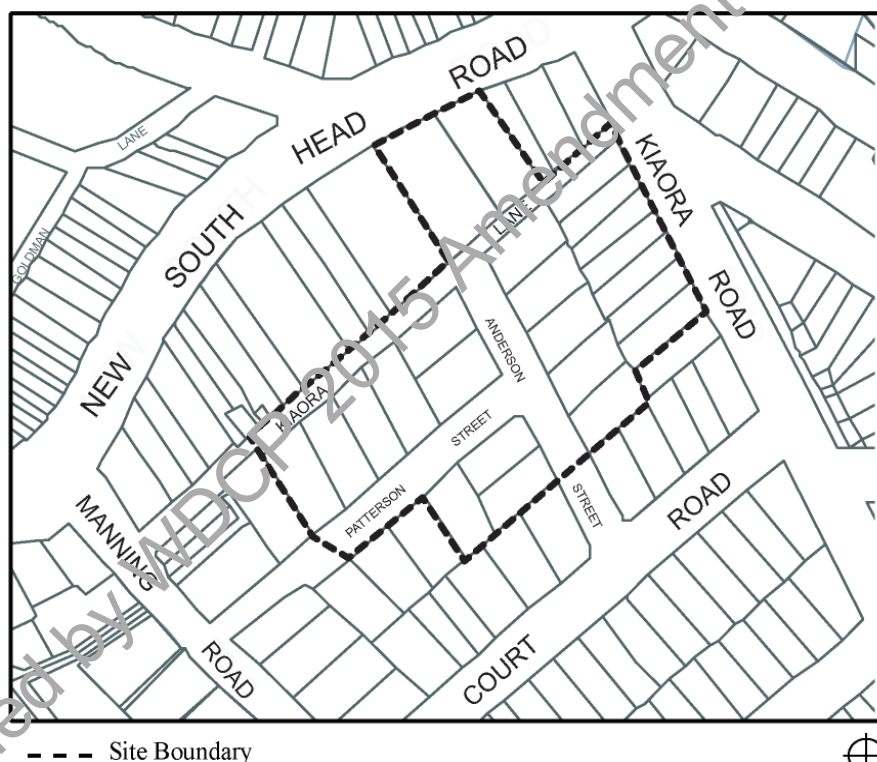 ROAD
HEAD
SOUTH
NEW
LANE
GOLDMAN
KIAORA
ROAD
LANE
ANDERSON
STREET
KIAORA
STREET
PATTERSON
MANNING
ROAD
COURT
ROAD
by WDCP 2015 Amendment
Site Boundary